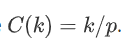 C(k) = k/p.